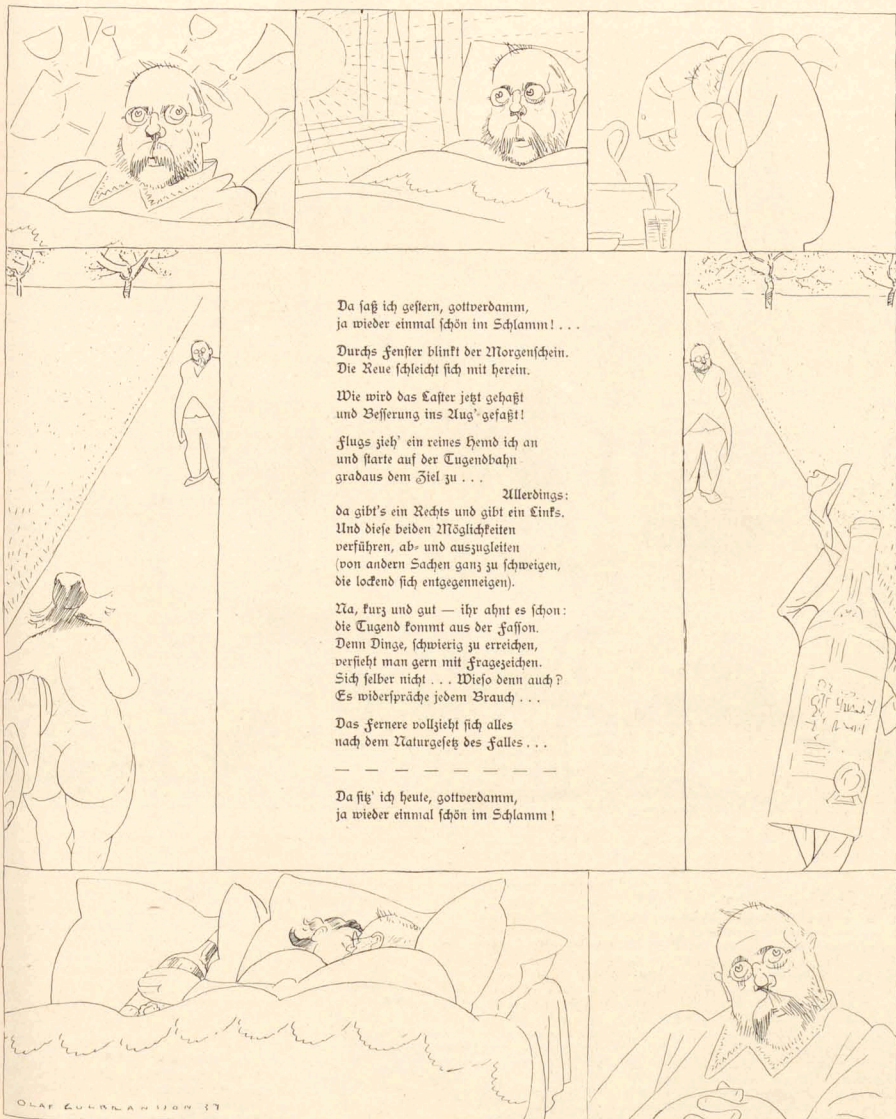 Da saß ich gestern, gottverdamm,
ja wieder einmal schön im Schlamm! . . .
Durchs Fenster blinkt der Morgenschein.
Die Reue schleicht sich mit herein.
Wie wird das Laster jetzt gehaßt
und Besserung ins Aug' gefaßt!
Flugs zieh' ein reines Hemd ich an
und starte auf der Tugendbahn
gradaus dem Ziel zu . . .
Allerdings:
da gibt's ein Rechts und gibt ein Links.
Und diese beiden Möglichkeiten
verführen, ab- und auszugleiten
(von andern Sachen ganz zu schweigen,
die lockend sich entgegenneigen).
Na, kurz und gut — ihr ahnt es schon:
die Tugend kommt aus der Fasson.
Denn Dinge, schwierig zu erreichen,
versieht man gern mit Fragezeichen.
Sich selber nicht . . . Wieso denn auch?
Es widerspräche jedem Brauch . . .
Das Fernere vollzieht sich alles
nach dem Naturgesetz des Falles . . .
— — — — — — — —
Da sitz' ich heute, gottverdamm,
ja wieder einmal schön im Schlamm!
OLAF GULBRANSSON 37